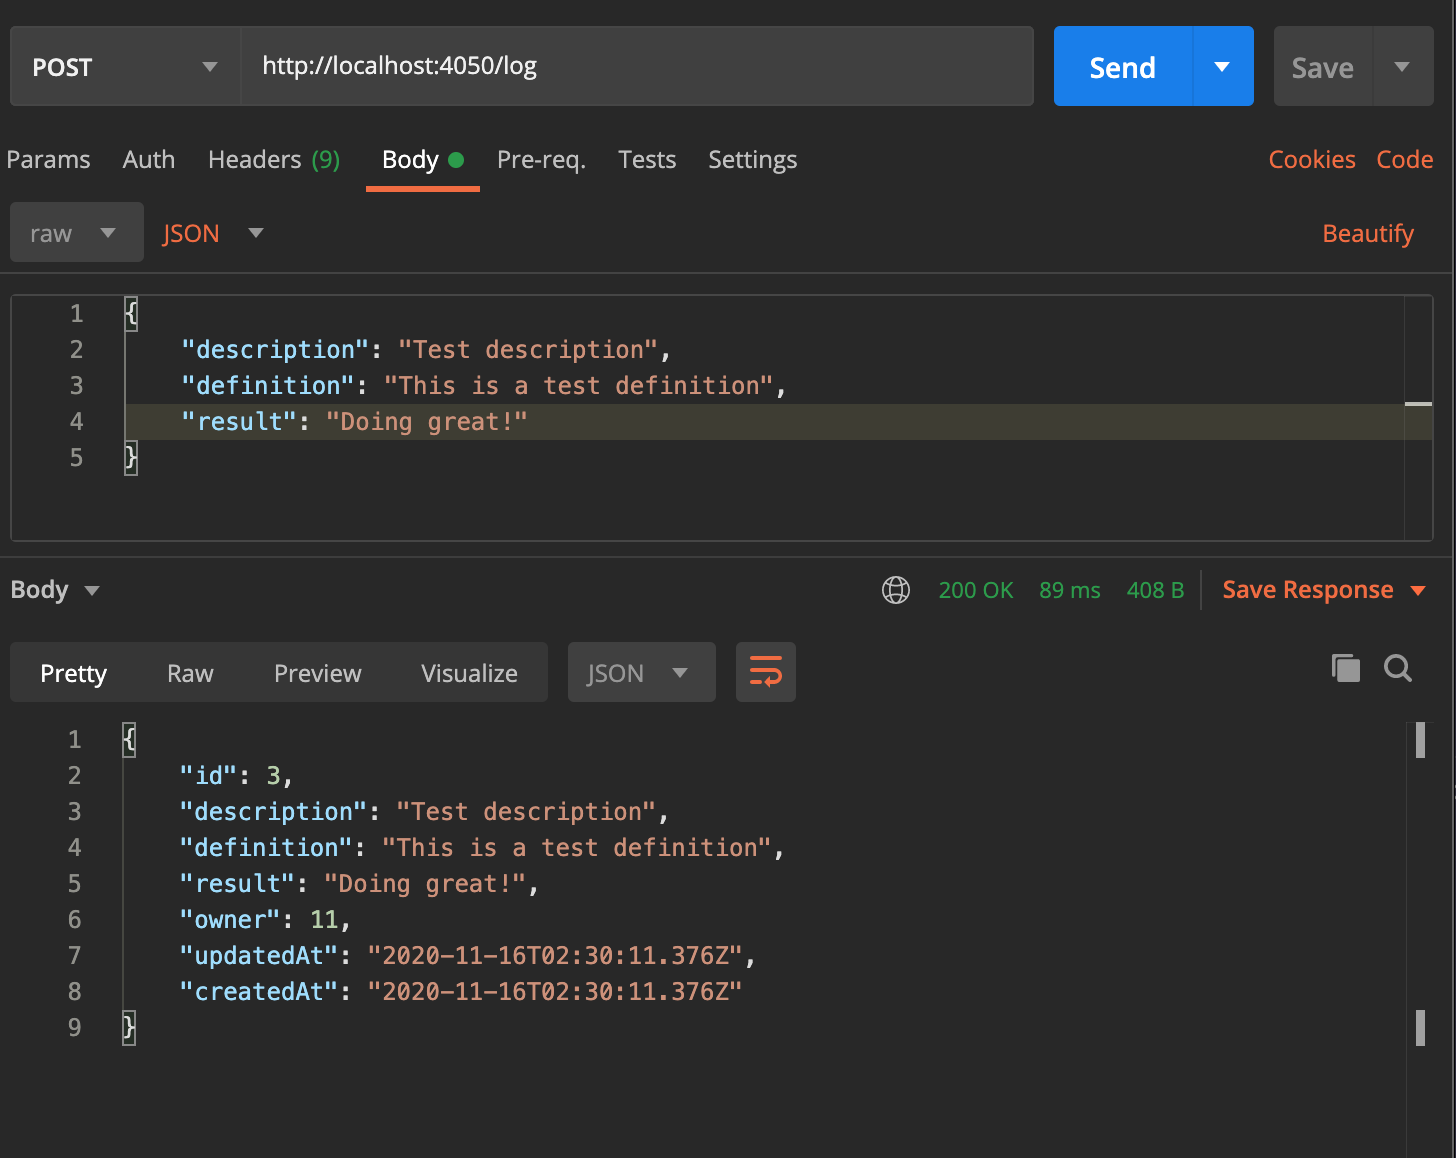 POST http://localhost:4050/log Send Save
Params Auth Headers (9) Body Pre-req. Tests Settings Cookies Code
raw JSON Beautify
1 {
2 "description": "Test description",
3 "definition": "This is a test definition",
4 "result": "Doing great!"
5 }
Body 200 OK 89 ms 408 B Save Response
Pretty Raw Preview Visualize JSON
1 {
2 "id": 3,
3 "description": "Test description",
4 "definition": "This is a test definition",
5 "result": "Doing great!",
6 "owner": 11,
7 "updatedAt": "2020-11-16T02:30:11.376Z",
8 "createdAt": "2020-11-16T02:30:11.376Z"
9 }